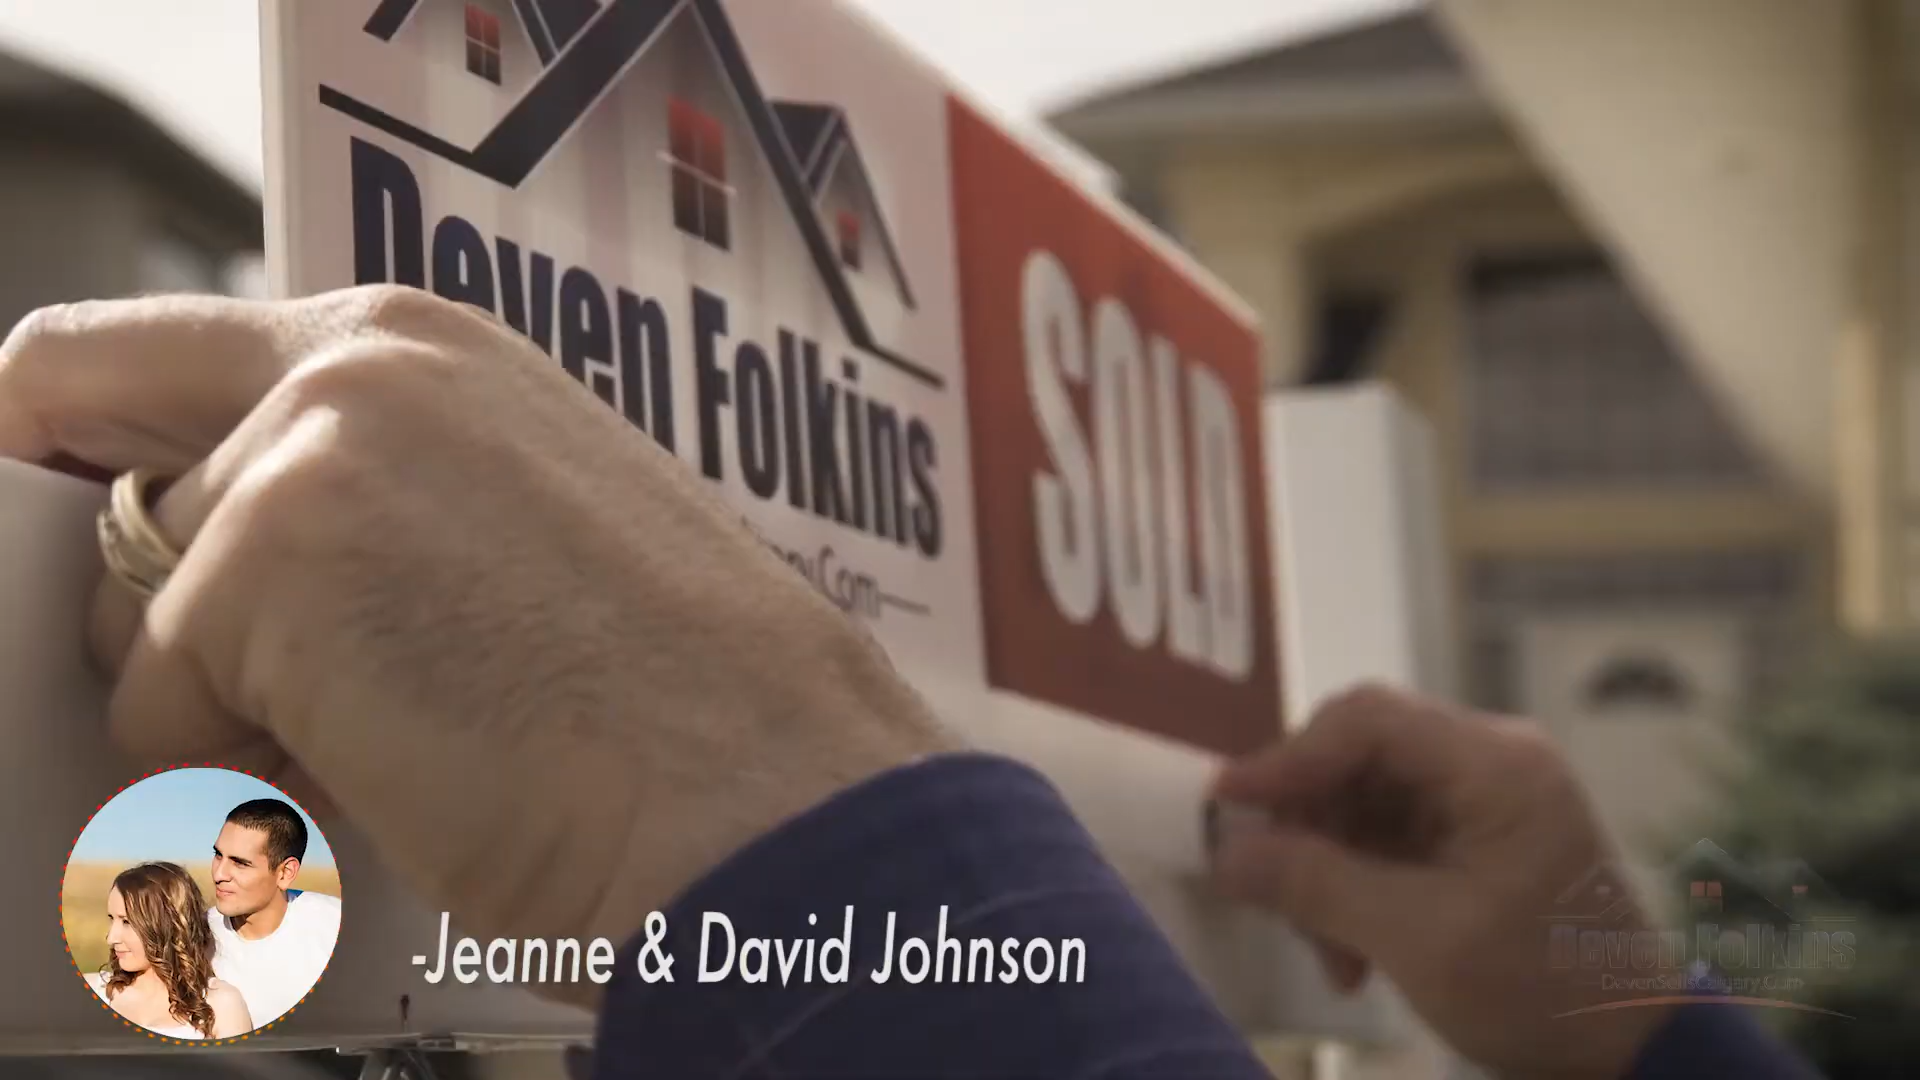 Deven Folkins
SOLD
-Jeanne & David Johnson
Deven Folkins
DevenSellsCalgary.Com